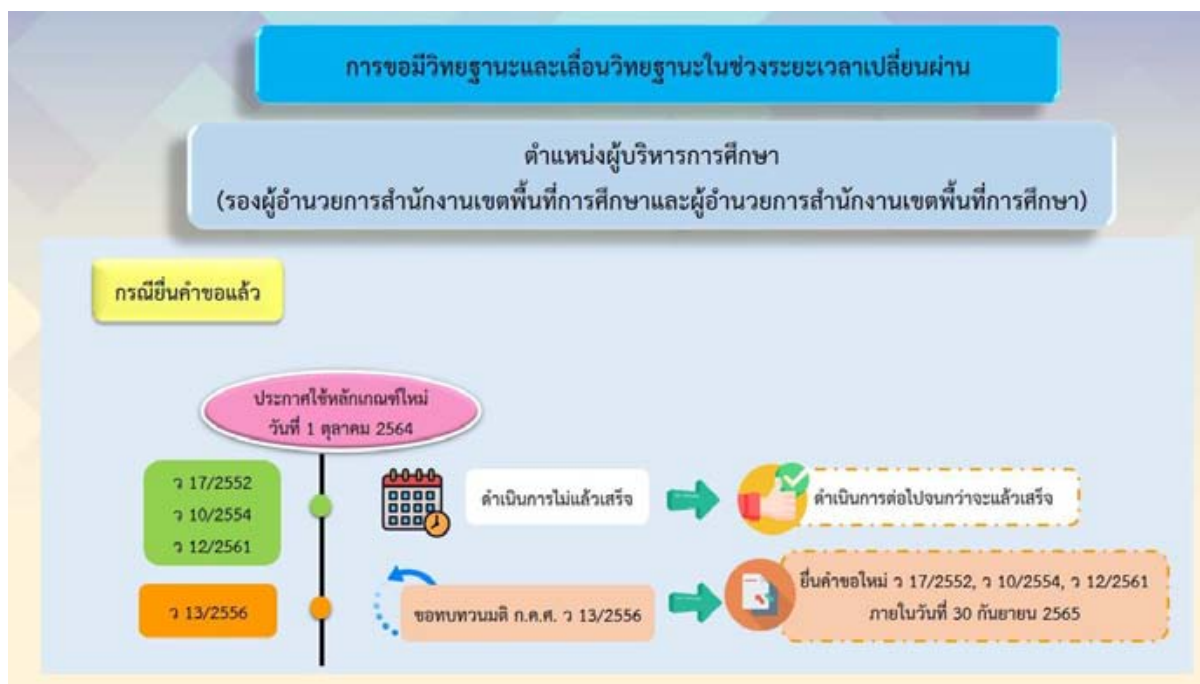 การขอมีวิทยฐานะและเลื่อนวิทยฐานะในช่วงระยะเวลาเปลี่ยนผ่าน
ตำแหน่งผู้บริหารการศึกษา
(รองผู้อำนวยการสำนักงานเขตพื้นที่การศึกษาและผู้อำนวยการสำนักงานเขตพื้นที่การศึกษา)
กรณียื่นคำขอแล้ว
ประกาศใช้หลักเกณฑ์ใหม่
วันที่ 1 ตุลาคม 2564
ว 17/2552
ว 10/2554
ว 12/2561
ดำเนินการไม่แล้วเสร็จ
ดำเนินการต่อไปจนกว่าจะแล้วเสร็จ
ว 13/2556
ขอทบทวนมติ ก.ค.ศ. ว 13/2556
ยื่นคำขอใหม่ ว 17/2552, ว 10/2554, ว 12/2561
ภายในวันที่ 30 กันยายน 2565